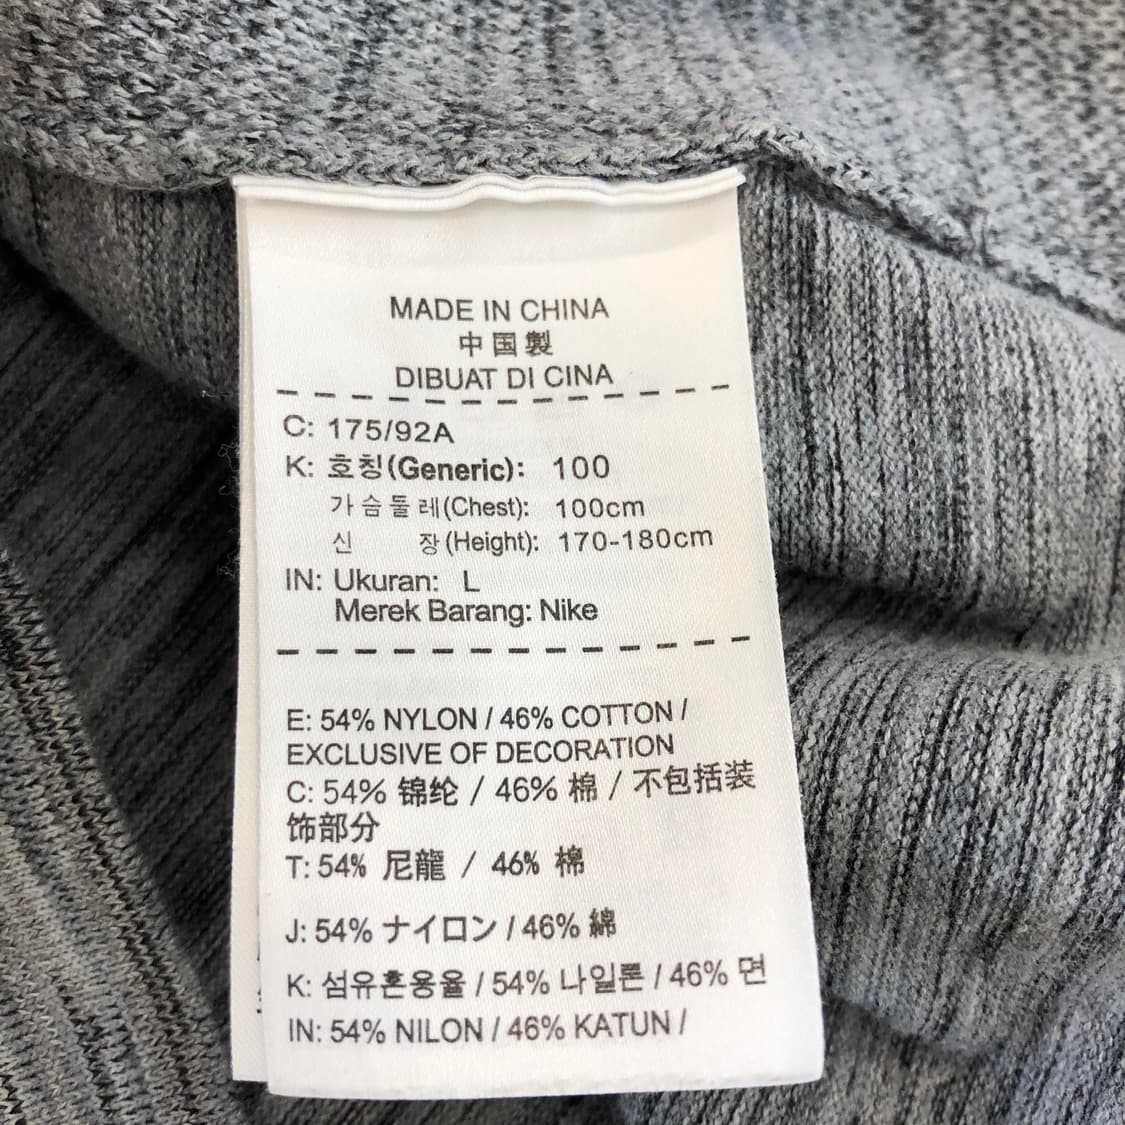 MADE IN CHINA
中国製
DIBUAT DI CINA
C: 175/92A
K: 호칭(Generic): 100
가슴둘레(Chest): 100cm
신 장(Height): 170-180cm
IN: Ukuran: L
Merek Barang: Nike
E: 54% NYLON / 46% COTTON /
EXCLUSIVE OF DECORATION
C: 54% 锦纶 / 46% 棉 / 不包括装
饰部分
T: 54% 尼龍 / 46% 棉
J: 54% ナイロン / 46% 綿
K: 섬유혼용율 / 54% 나일론 / 46% 면
IN: 54% NILON / 46% KATUN /